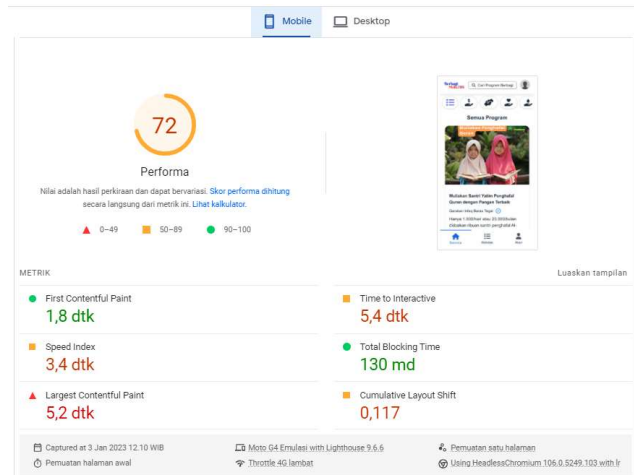 Mobile
Desktop
72
Performa
Nilai adalah hasil perkiraan dan dapat bervariasi. Skor performa dihitung
secara langsung dari metrik ini. Lihat kalkulator.
0–49
50–89
90–100
Cari Program Berbagi
Semua Program
Muliakan Santri Yatim Penghafal
Quran dengan Pangan Terbaik
METRIK
Luaskan tampilan
First Contentful Paint
1,8 dtk
Time to Interactive
5,4 dtk
Speed Index
3,4 dtk
Total Blocking Time
130 md
Largest Contentful Paint
5,2 dtk
Cumulative Layout Shift
0,117
Captured at 3 Jan 2023 12.10 WIB
Moto G4 Emulasi with Lighthouse 9.6.6
Pemuatan satu halaman
Pemuatan halaman awal
Throttle 4G lambat
Using HeadlessChromium 106.0.5249.103 with lr